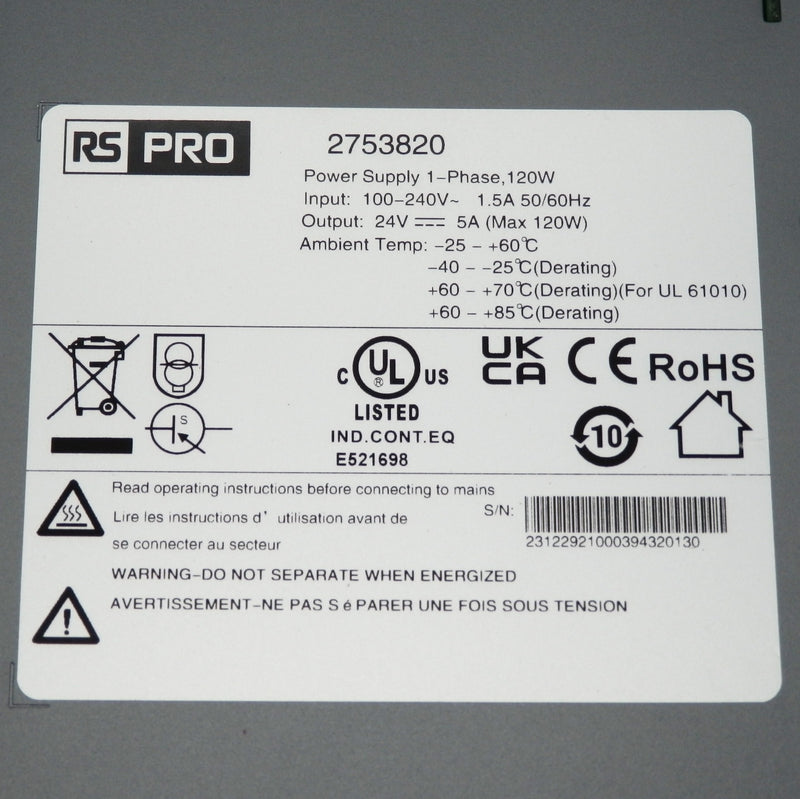 RS PRO
2753820
Power Supply 1-Phase,120W
Input: 100-240V~ 1.5A 50/60Hz
Output: 24V⎓ 5A (Max 120W)
Ambient Temp: -25 - +60℃
-40 - -25℃(Derating)
+60 - +70℃(Derating)(For UL 61010)
+60 - +85℃(Derating)
S
C UL® US
LISTED
IND.CONT.EQ
E521698
UK
CA
CE
RoHS
10
Read operating instructions before connecting to mains
Lire les instructions d' utilisation avant de
se connecter au secteur
S/N:
23122921000394320130
WARNING-DO NOT SEPARATE WHEN ENERGIZED
AVERTISSEMENT-NE PAS S é PARER UNE FOIS SOUS TENSION